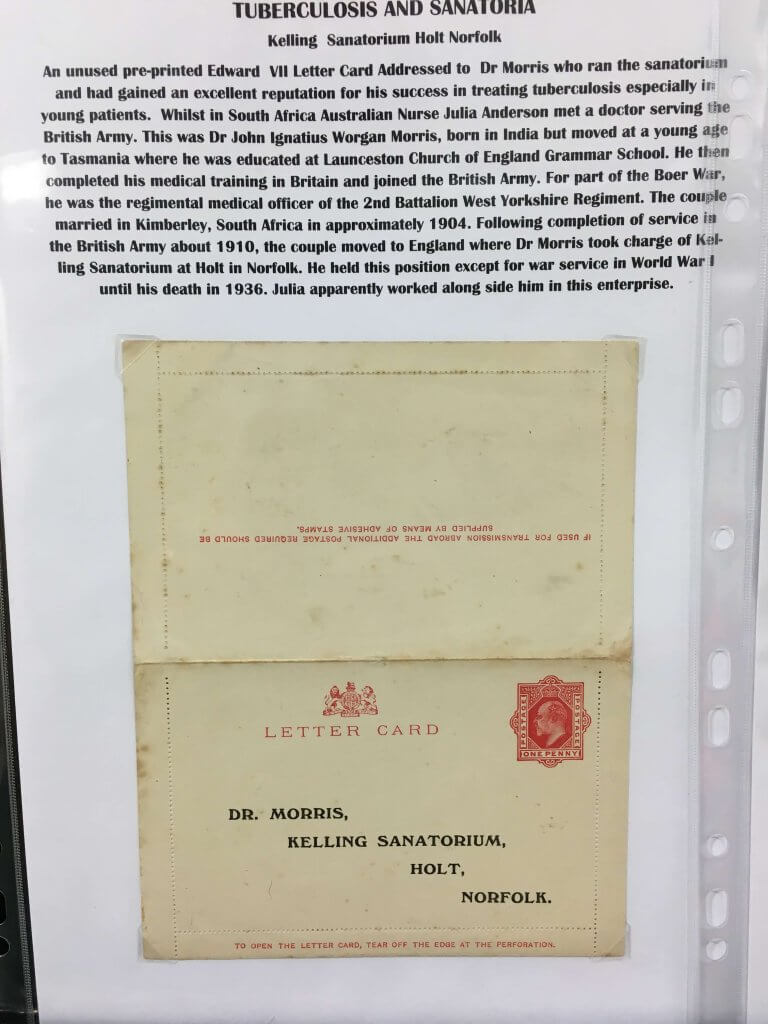 TUBERCULOSIS AND SANATORIA
Kelling Sanatorium Holt Norfolk
An unused pre-printed Edward VII Letter Card Addressed to Dr Morris who ran the sanatorium
and had gained an excellent reputation for his success in treating tuberculosis especially in
young patients. Whilst in South Africa Australian Nurse Julia Anderson met a doctor serving the
British Army. This was Dr John Ignatius Worgan Morris, born in India but moved at a young age
to Tasmania where he was educated at Launceston Church of England Grammar School. He then
completed his medical training in Britain and joined the British Army. For part of the Boer War,
he was the regimental medical officer of the 2nd Battalion West Yorkshire Regiment. The couple
married in Kimberley, South Africa in approximately 1904. Following completion of service in
the British Army about 1910, the couple moved to England where Dr Morris took charge of Kel-
ling Sanatorium at Holt in Norfolk. He held this position except for war service in World War I
until his death in 1936. Julia apparently worked along side him in this enterprise.
IF USED FOR TRANSMISSION ABROAD THE ADDITIONAL POSTAGE REQUIRED SHOULD BE
SUPPLIED BY MEANS OF ADHESIVE STAMPS.
LETTER CARD
POSTAGE
POSTAGE
ONE PENNY
DR. MORRIS,
KELLING SANATORIUM,
HOLT,
NORFOLK.
TO OPEN THE LETTER CARD, TEAR OFF THE EDGE AT THE PERFORATION.